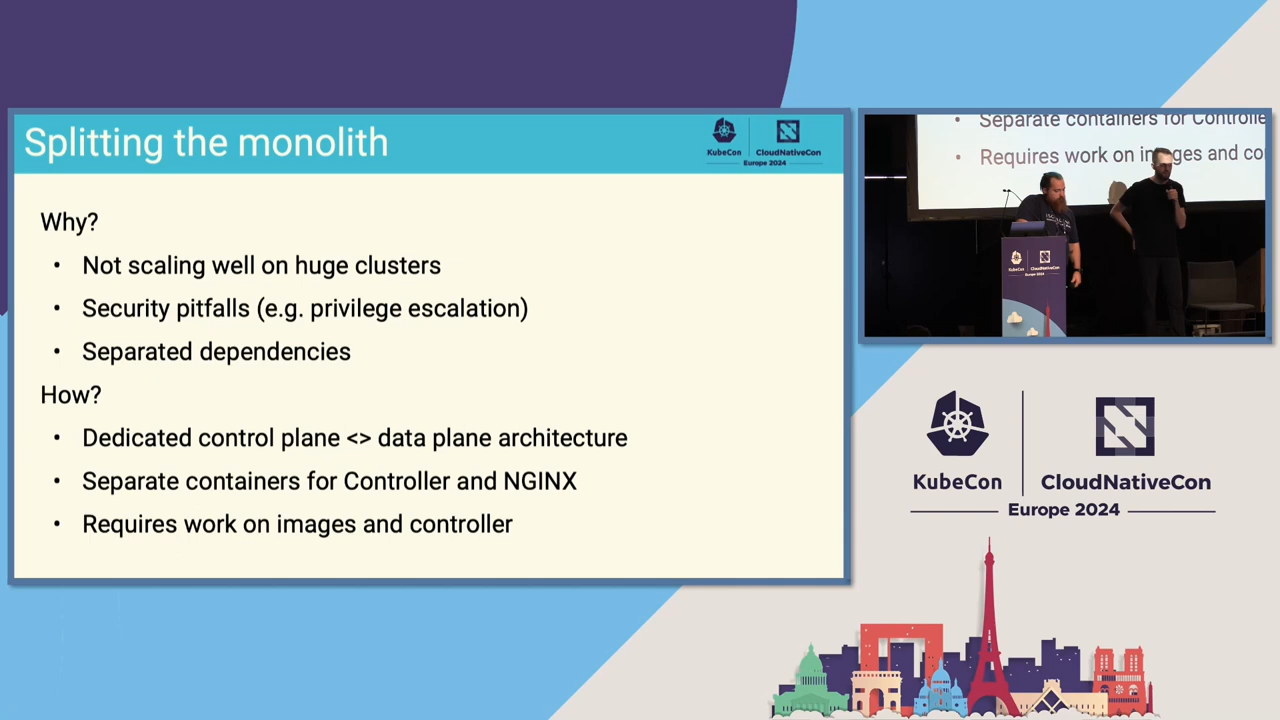 Splitting the monolith
KubeCon
CloudNativeCon
Europe 2024
Why?
• Not scaling well on huge clusters
• Security pitfalls (e.g. privilege escalation)
• Separated dependencies
How?
• Dedicated control plane <> data plane architecture
• Separate containers for Controller and NGINX
• Requires work on images and controller
• Separate containers for Controlle
• Requires work on images and co
KubeCon
CloudNativeCon
Europe 2024